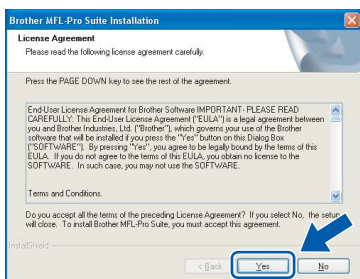 Brother MFL-Pro Suite Installation
License Agreement
Please read the following license agreement carefully.
Press the PAGE DOWN key to see the rest of the agreement.
End-User License Agreement for Brother Software IMPORTANT- PLEASE READ
CAREFULLY: This End-User License Agreement ("EULA") is a legal agreement between
you and Brother Industries, Ltd. ("Brother"), which governs your use of the Brother
software that will be installed if you press the "Yes" button on this Dialog Box
("SOFTWARE"). By pressing "Yes", you agree to be legally bound by the terms of this
EULA. If you do not agree to the terms of this EULA, you obtain no license to the
SOFTWARE. In such case, you may not use the SOFTWARE.
Terms and Conditions.
Do you accept all the terms of the preceding License Agreement? If you select No, the setup
will close. To install Brother MFL-Pro Suite, you must accept this agreement.
InstallShield
< Back
Yes
No